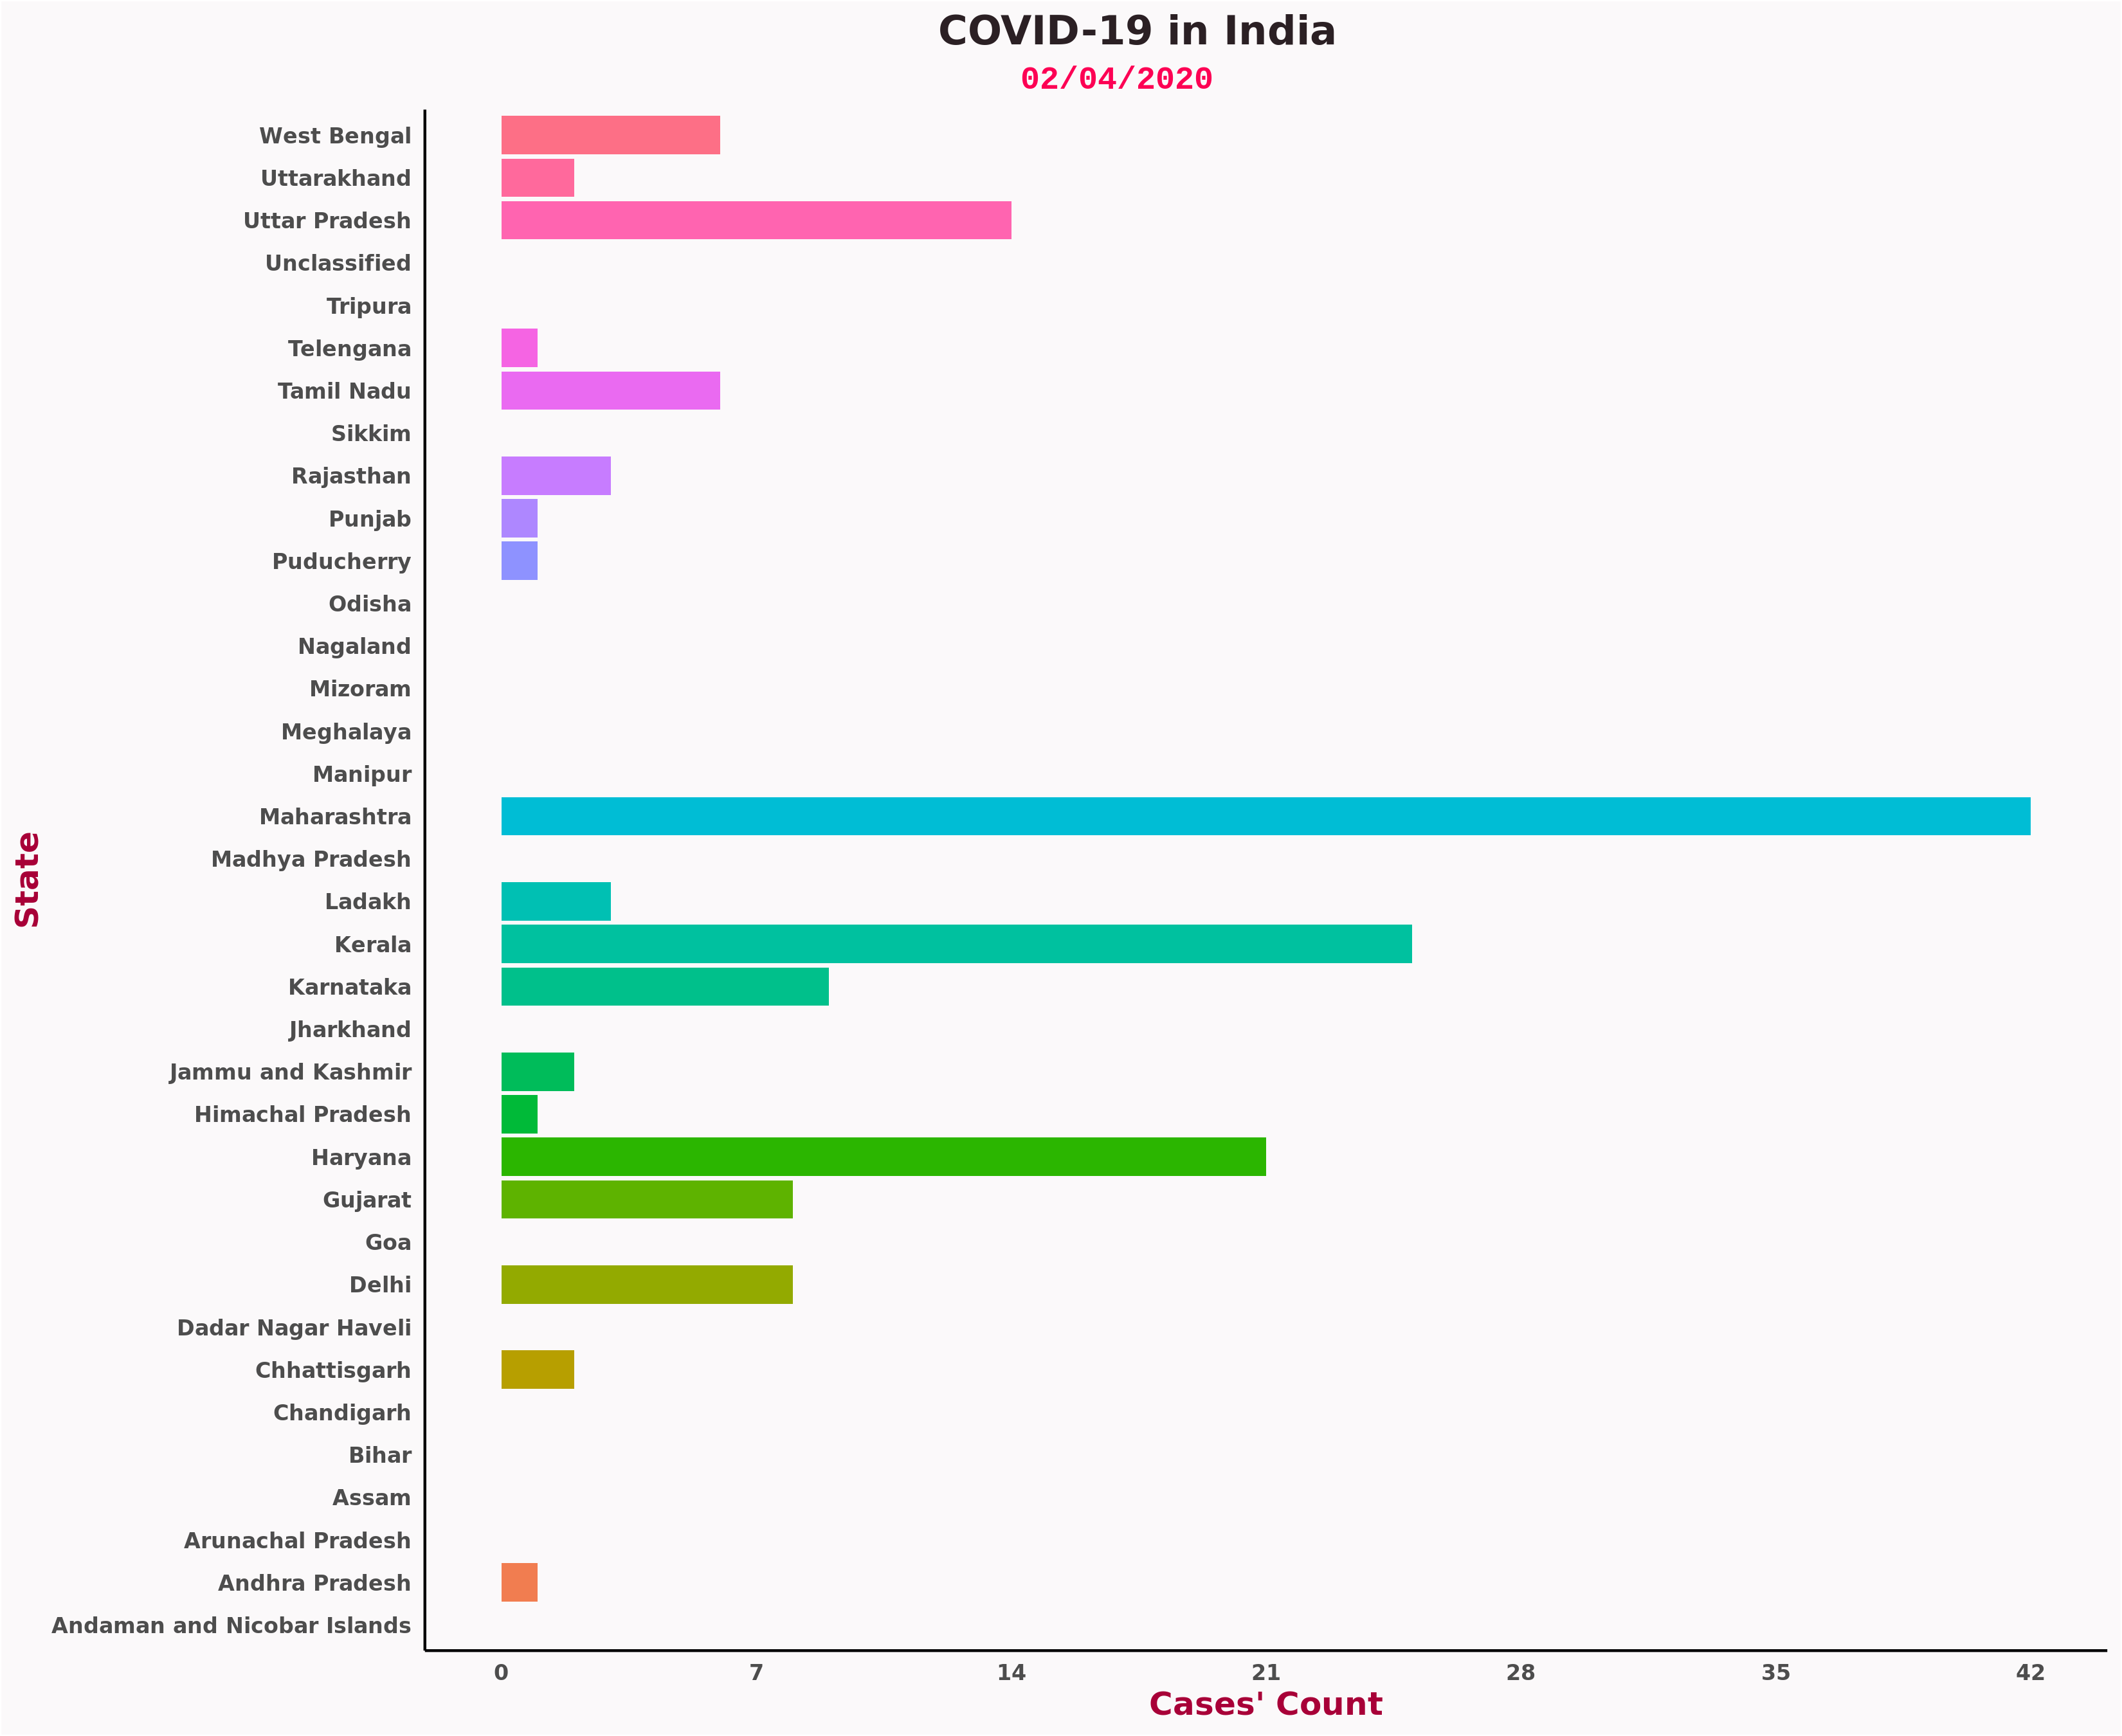 COVID-19 in India
02/04/2020
State
West Bengal
Uttarakhand
Uttar Pradesh
Unclassified
Tripura
Telengana
Tamil Nadu
Sikkim
Rajasthan
Punjab
Puducherry
Odisha
Nagaland
Mizoram
Meghalaya
Manipur
Maharashtra
Madhya Pradesh
Ladakh
Kerala
Karnataka
Jharkhand
Jammu and Kashmir
Himachal Pradesh
Haryana
Gujarat
Goa
Delhi
Dadar Nagar Haveli
Chhattisgarh
Chandigarh
Bihar
Assam
Arunachal Pradesh
Andhra Pradesh
Andaman and Nicobar Islands
0 7 14 21 28 35 42
Cases' Count